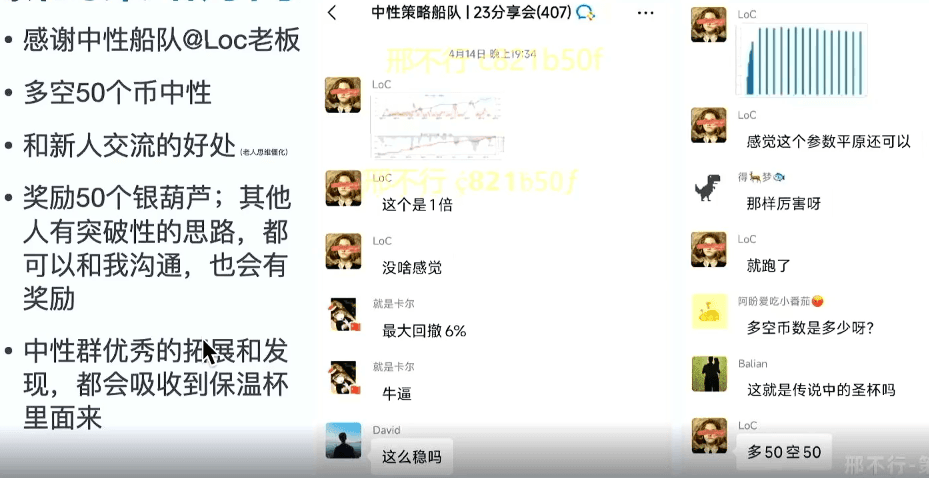 • 感谢中性船队@Loc老板
• 多空50个币中性
• 和新人交流的好处(老人思维僵化)
• 奖励50个银葫芦；其他
人有突破性的思路，都
可以和我沟通，也会有
奖励
• 中性群优秀的拓展和发
现，都会吸收到保温杯
里面来
中性策略船队 | 23分享会(407)
4月14日 晚上19:34
邢不行
LoC
LoC
邢不行
这个是1倍
LoC
没啥感觉
就是卡尔
最大回撤6%
就是卡尔
牛逼
David
这么稳吗
LoC
LoC
感觉这个参数平原还可以
得🦌梦🐟
那样厉害呀
LoC
就跑了
阿盼爱吃小番茄
多空币数是多少呀？
Balian
这就是传说中的圣杯吗
LoC
多50空50
邢不行-第